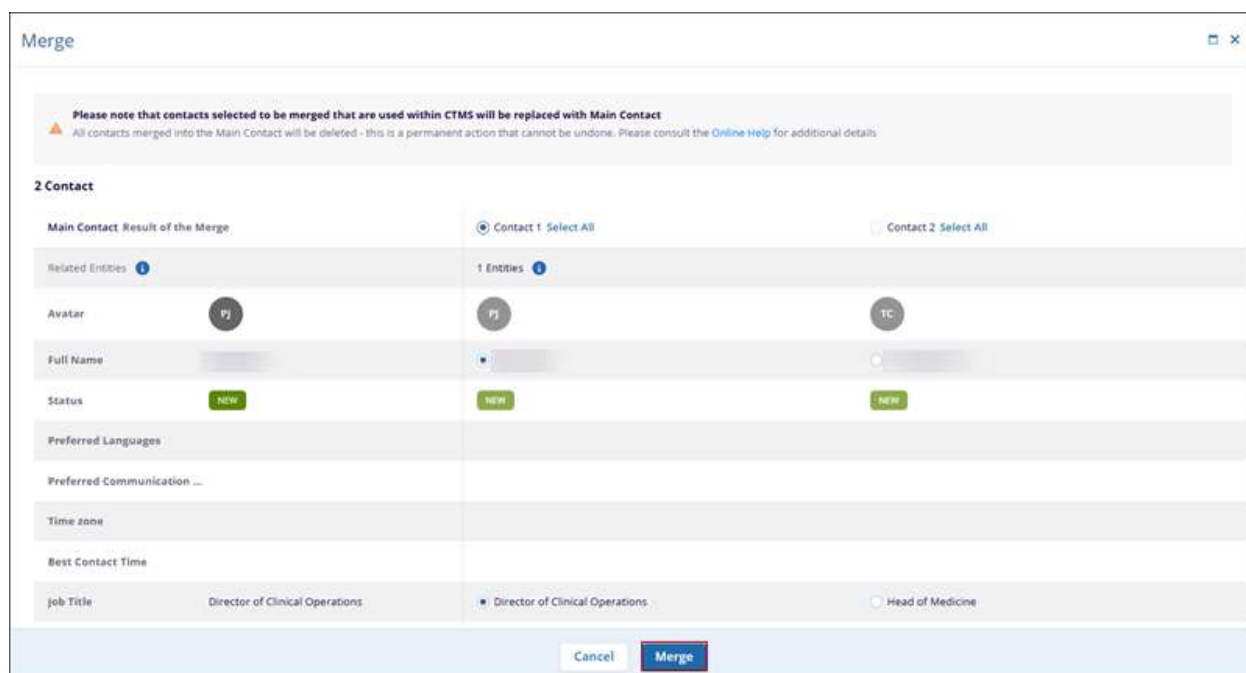 Merge
Please note that contacts selected to be merged that are used within CTMS will be replaced with Main Contact
All contacts merged into the Main Contact will be deleted - this is a permanent action that cannot be undone. Please consult the Online Help for additional details
2 Contact
Main Contact Result of the Merge Contact 1 Select All Contact 2 Select All
Related Entities 1 Entities
Avatar PJ PJ TC
Full Name
Status NEW NEW NEW
Preferred Languages
Preferred Communication ...
Time zone
Best Contact Time
Job Title Director of Clinical Operations Director of Clinical Operations Head of Medicine
Cancel Merge